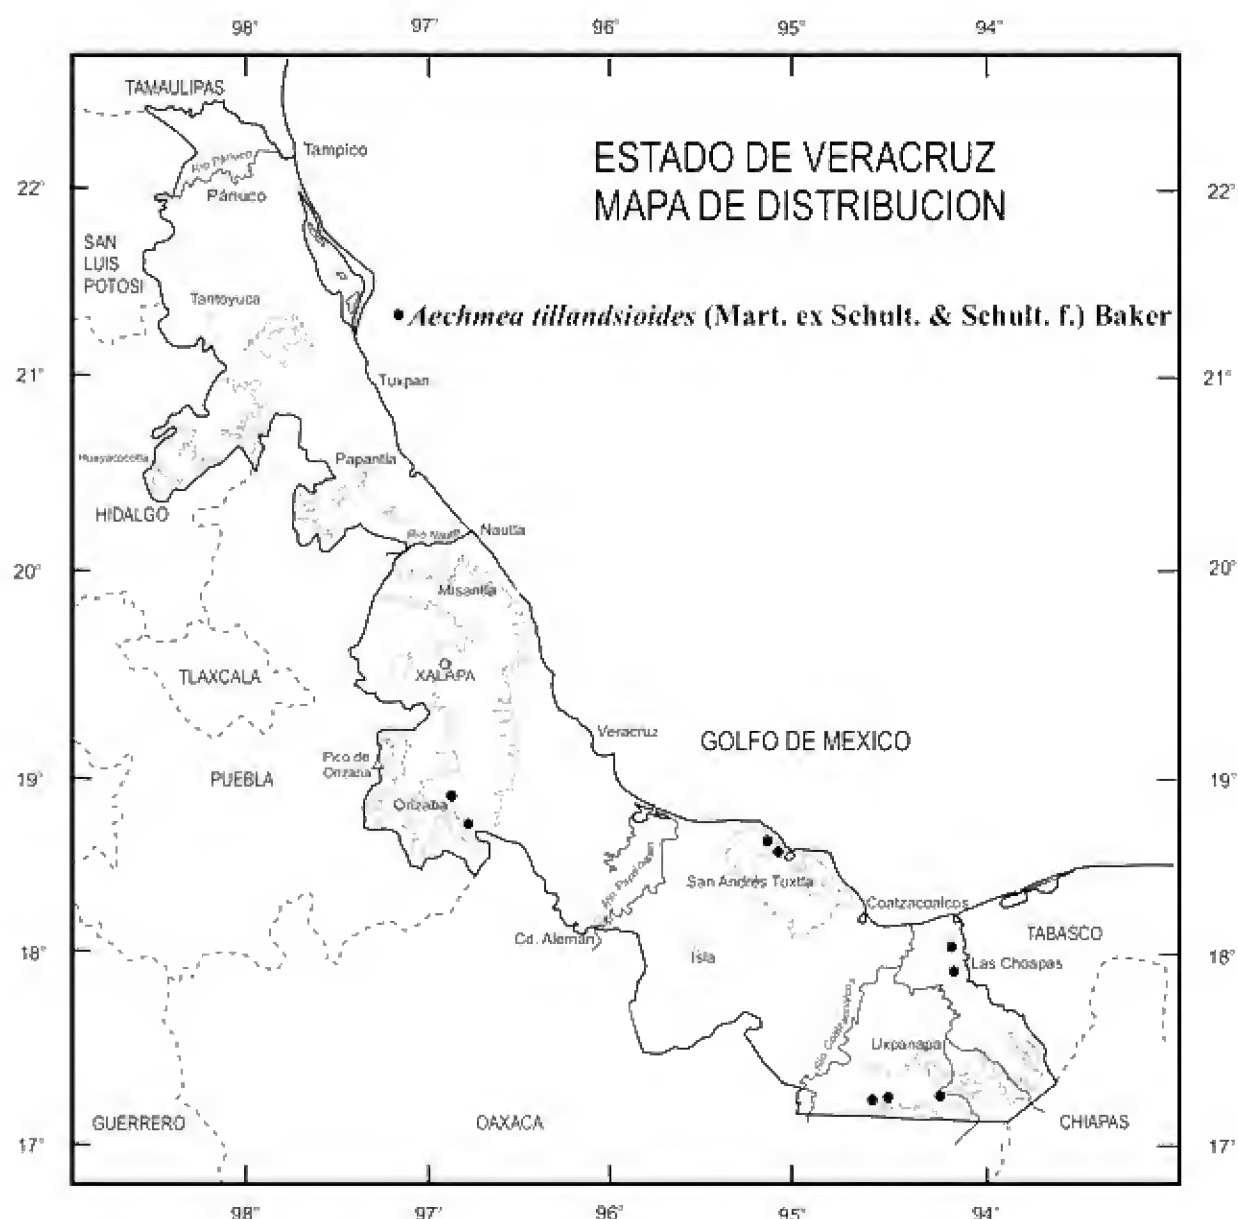 98° 97° 96° 95° 94°
TAMAULIPAS
Tampico
Río Pánuco
Pánuco
ESTADO DE VERACRUZ
MAPA DE DISTRIBUCION
22° 22°
SAN
LUIS
POTOSI
Tantoyuca
Aechmea tillandsioides (Mart. ex Schult. & Schult. f.) Baker
21° 21°
Tuxpan
Huayacocotla
Papantla
HIDALGO
Río Nautla
Nautla
20° 20°
Misantla
XALAPA
TLAXCALA
Veracruz
GOLFO DE MEXICO
Pico de
Orizaba
PUEBLA
19° 19°
Orizaba
Río Papaloapan
San Andrés Tuxtla
Coatzacoalcos
Cd. Alemán
TABASCO
18° 18°
Isla
Las Choapas
Río Coatzacoalcos
Uxpanapa
GUERRERO
OAXACA
CHIAPAS
17° 17°
98° 97° 96° 95° 94°